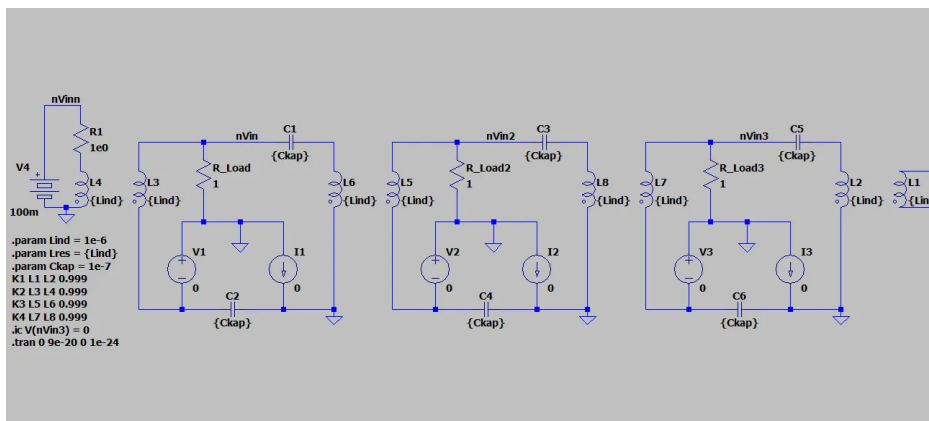 nVinn
R1
1e0
V4
+
100m
L4
{Lind}
L3
{Lind}
nVin
C1
{Ckap}
R_Load
1
L6
{Lind}
V1
0
I1
0
C2
{Ckap}
L5
{Lind}
nVin2
C3
{Ckap}
R_Load2
1
L8
{Lind}
V2
0
I2
0
C4
{Ckap}
L7
{Lind}
nVin3
C5
{Ckap}
R_Load3
1
L2
{Lind}
V3
0
I3
0
C6
{Ckap}
L1
{Lin
.param Lind = 1e-6
.param Lres = {Lind}
.param Ckap = 1e-7
K1 L1 L2 0.999
K2 L3 L4 0.999
K3 L5 L6 0.999
K4 L7 L8 0.999
.ic V(nVin3) = 0
.tran 0 9e-20 0 1e-24